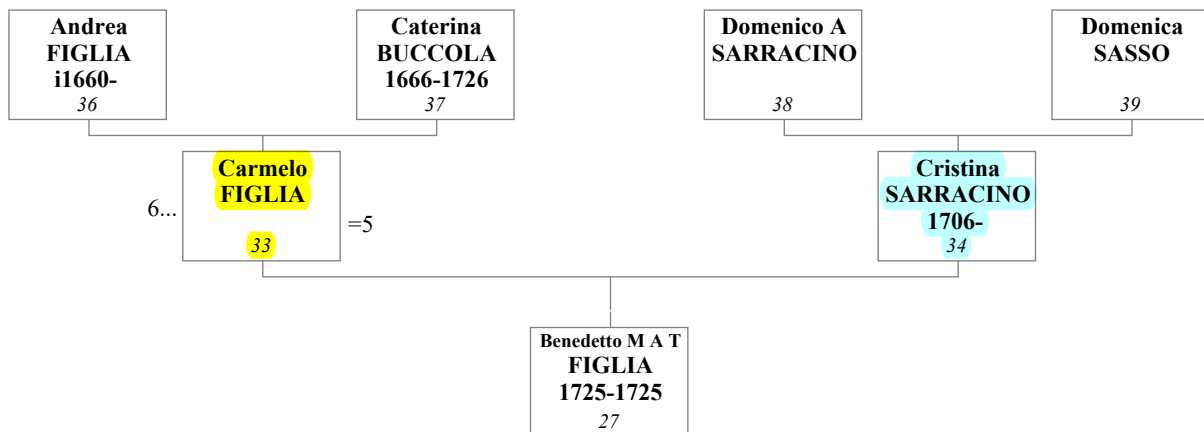 Andrea
FIGLIA
i1660-
36
Caterina
BUCCOLA
1666-1726
37
Domenico A
SARRACINO
38
Domenica
SASSO
39
6...
Carmelo
FIGLIA
33
=5
Cristina
SARRACINO
1706-
34
Benedetto M A T
FIGLIA
1725-1725
27